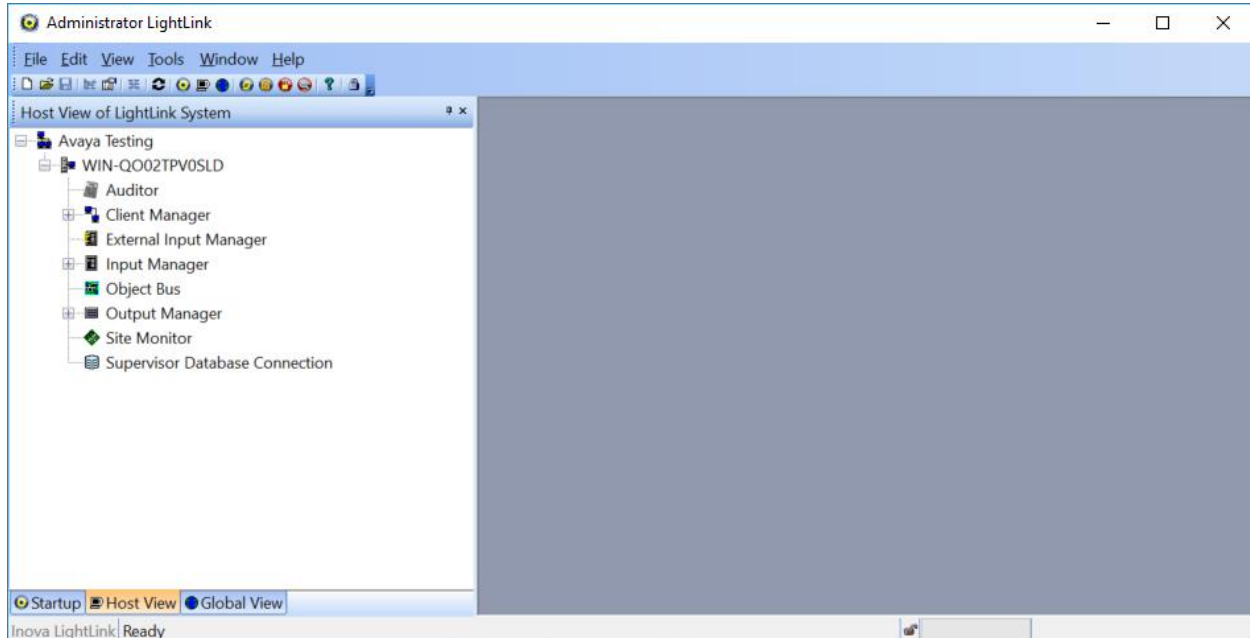 Administrator LightLink
File Edit View Tools Window Help
Host View of LightLink System
Avaya Testing
WIN-QO02TPV0SLD
Auditor
Client Manager
External Input Manager
Input Manager
Object Bus
Output Manager
Site Monitor
Supervisor Database Connection
Startup Host View Global View
Inova LightLink Ready